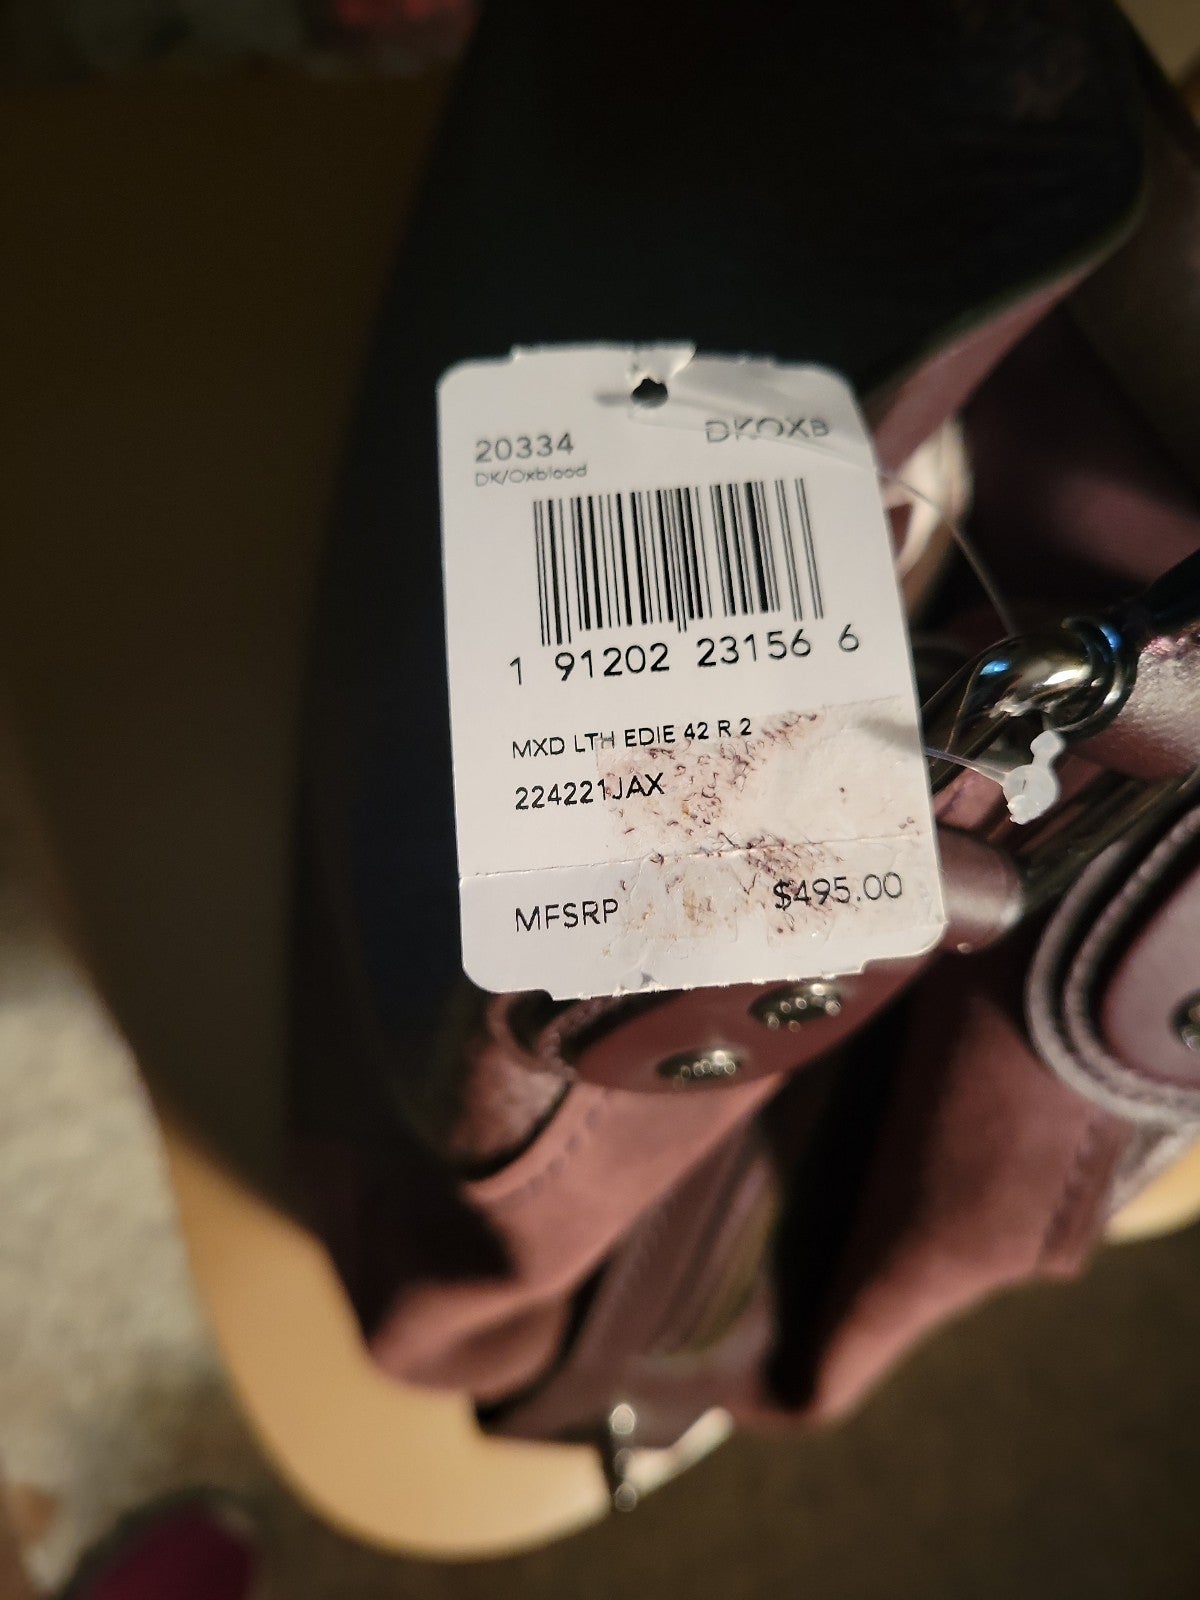 20334 DKOXB
DK/Oxblood
1 91202 23156 6
MXD LTH EDIE 42 R 2
224221JAX
MFSRP $495.00